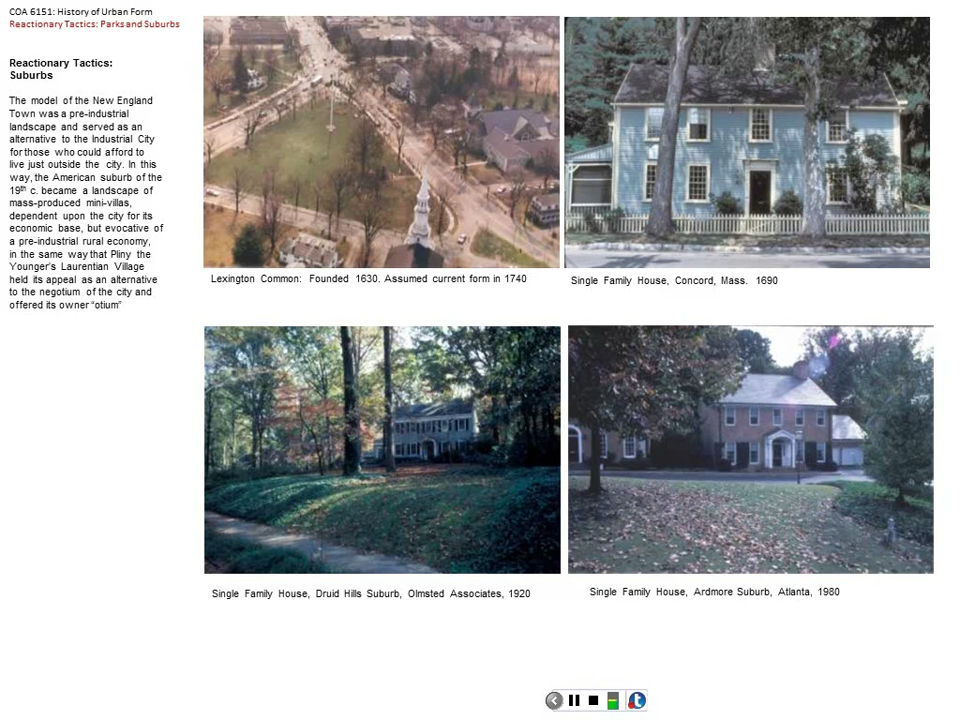 COA 6151: History of Urban Form
Reactionary Tactics: Parks and Suburbs
Reactionary Tactics:
Suburbs
The model of the New England
Town was a pre-industrial
landscape and served as an
alternative to the Industrial City
for those who could afford to
live just outside the city. In this
way, the American suburb of the
19th c. became a landscape of
mass-produced mini-villas,
dependent upon the city for its
economic base, but evocative of
a pre-industrial rural economy,
in the same way that Pliny the
Younger's Laurentian Village
held its appeal as an alternative
to the negotium of the city and
offered its owner "otium"
Lexington Common: Founded 1630. Assumed current form in 1740
Single Family House, Concord, Mass. 1690
Single Family House, Druid Hills Suburb, Olmsted Associates, 1920
Single Family House, Ardmore Suburb, Atlanta, 1980
t